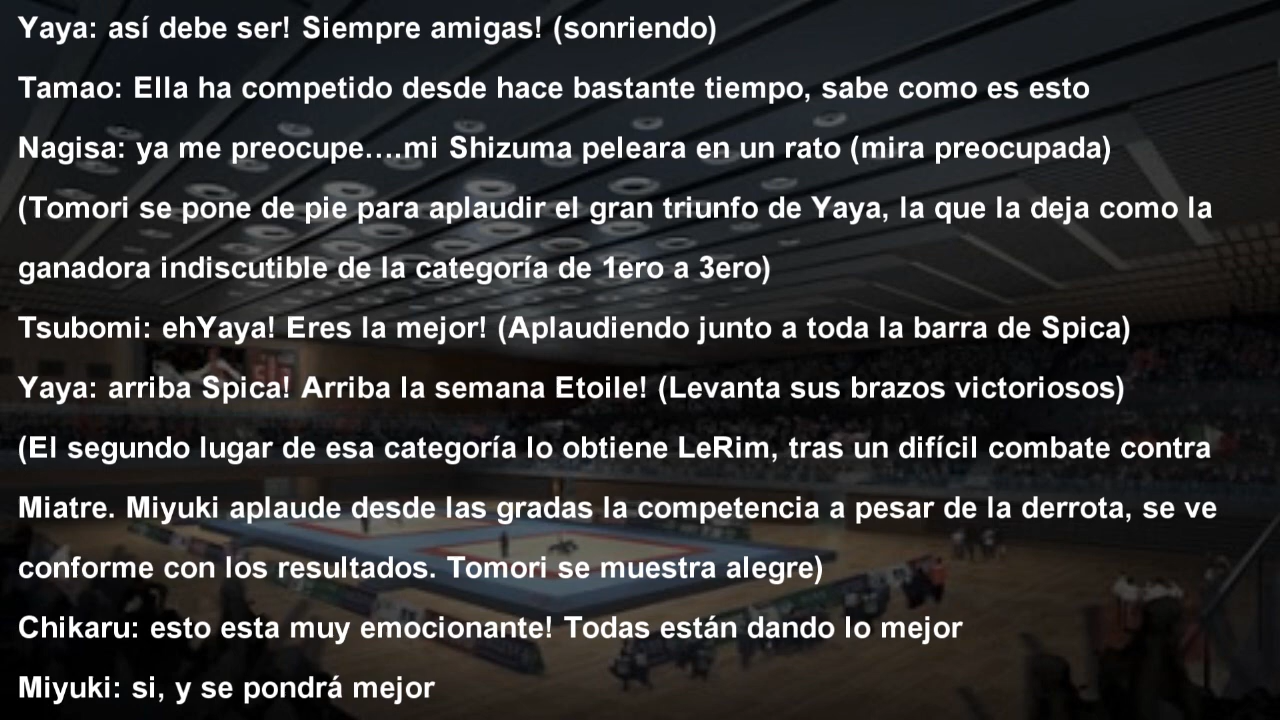 Yaya: así debe ser! Siempre amigas! (sonriendo)
Tamao: Ella ha competido desde hace bastante tiempo, sabe como es esto
Nagisa: ya me preocupe….mi Shizuma peleara en un rato (mira preocupada)
(Tomori se pone de pie para aplaudir el gran triunfo de Yaya, la que la deja como la
ganadora indiscutible de la categoría de 1ero a 3ero)
Tsubomi: ehYaya! Eres la mejor! (Aplaudiendo junto a toda la barra de Spica)
Yaya: arriba Spica! Arriba la semana Etoile! (Levanta sus brazos victoriosos)
(El segundo lugar de esa categoría lo obtiene LeRim, tras un difícil combate contra
Miatre. Miyuki aplaude desde las gradas la competencia a pesar de la derrota, se ve
conforme con los resultados. Tomori se muestra alegre)
Chikaru: esto esta muy emocionante! Todas están dando lo mejor
Miyuki: si, y se pondrá mejor